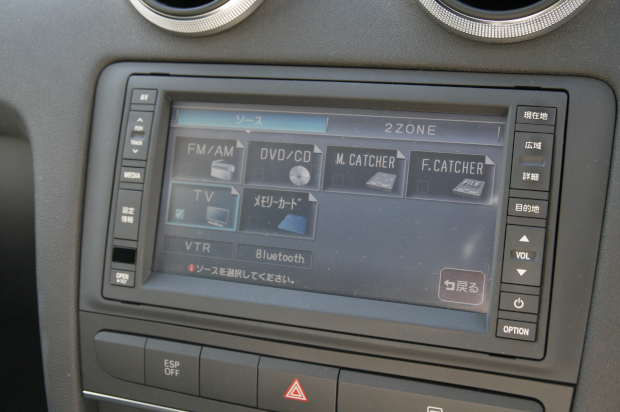 AV
TRACK
MEDIA
設定
情報
OPEN
ソース
2ZONE
FM/AM
DVD/CD
M.CATCHER
F.CATCHER
TV
メモリーカード
VTR
Bluetooth
ソースを選択してください。
戻る
現在地
広域
詳細
目的地
VOL
OPTION
ESP
OFF